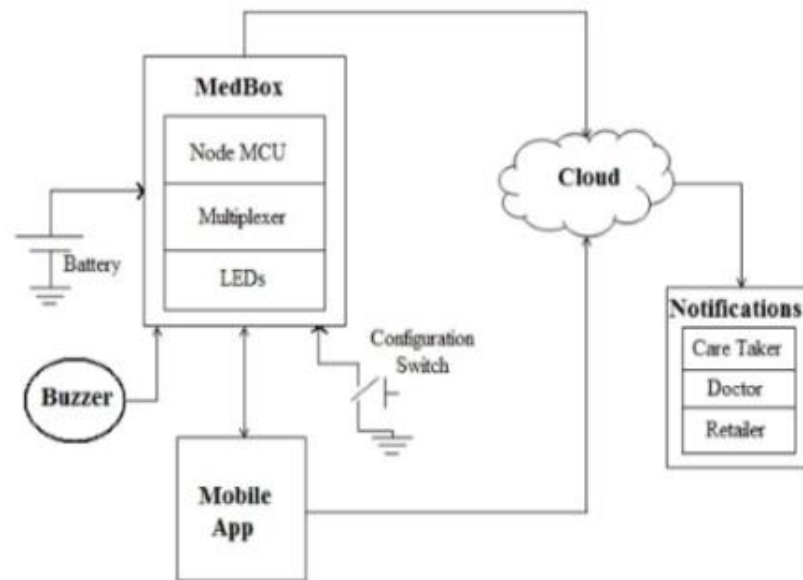 MedBox
Node MCU
Multiplexer
LEDs
Battery
Buzzer
Configuration
Switch
Mobile
App
Cloud
Notifications
Care Taker
Doctor
Retailer